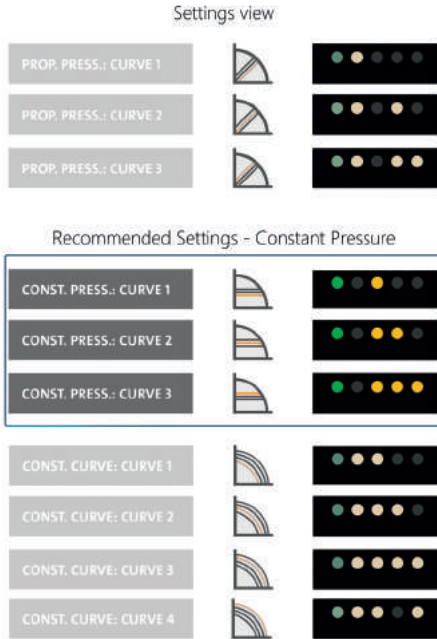 Settings view
PROP. PRESS.: CURVE 1
PROP. PRESS.: CURVE 2
PROP. PRESS.: CURVE 3
Recommended Settings - Constant Pressure
CONST. PRESS.: CURVE 1
CONST. PRESS.: CURVE 2
CONST. PRESS.: CURVE 3
CONST. CURVE: CURVE 1
CONST. CURVE: CURVE 2
CONST. CURVE: CURVE 3
CONST. CURVE: CURVE 4